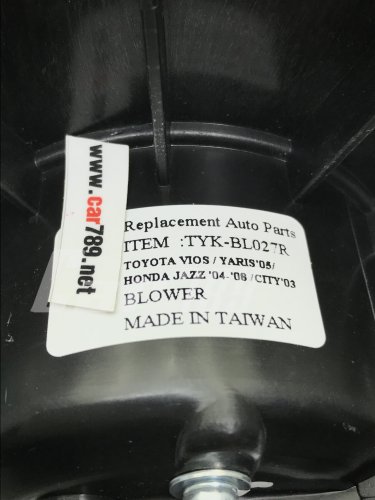 www.car789.net
Replacement Auto Parts
ITEM :TYK-BL027R
TOYOTA VIOS / YARIS'05/
HONDA JAZZ '04-'06 /CITY'03
BLOWER
MADE IN TAIWAN